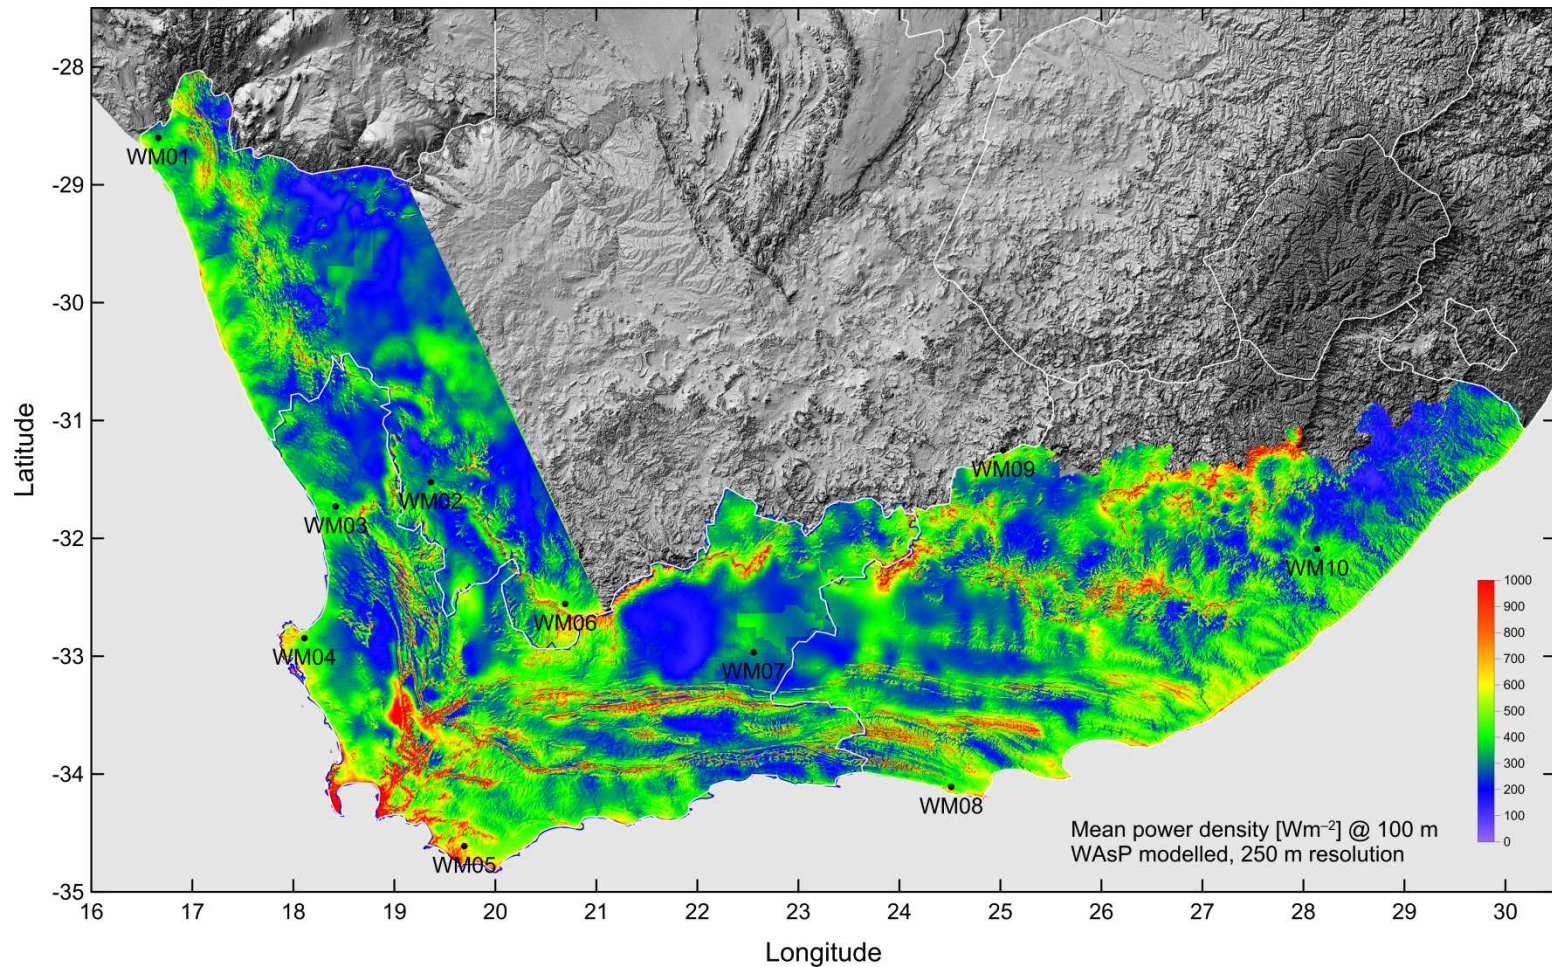 -28
-29
-30
-31
-32
-33
-34
-35
Latitude
WM01
WM02
WM03
WM04
WM05
WM06
WM07
WM08
WM09
WM10
1000
900
800
700
600
500
400
300
200
100
0
Mean power density [Wm⁻²] @ 100 m
WAsP modelled, 250 m resolution
16 17 18 19 20 21 22 23 24 25 26 27 28 29 30
Longitude